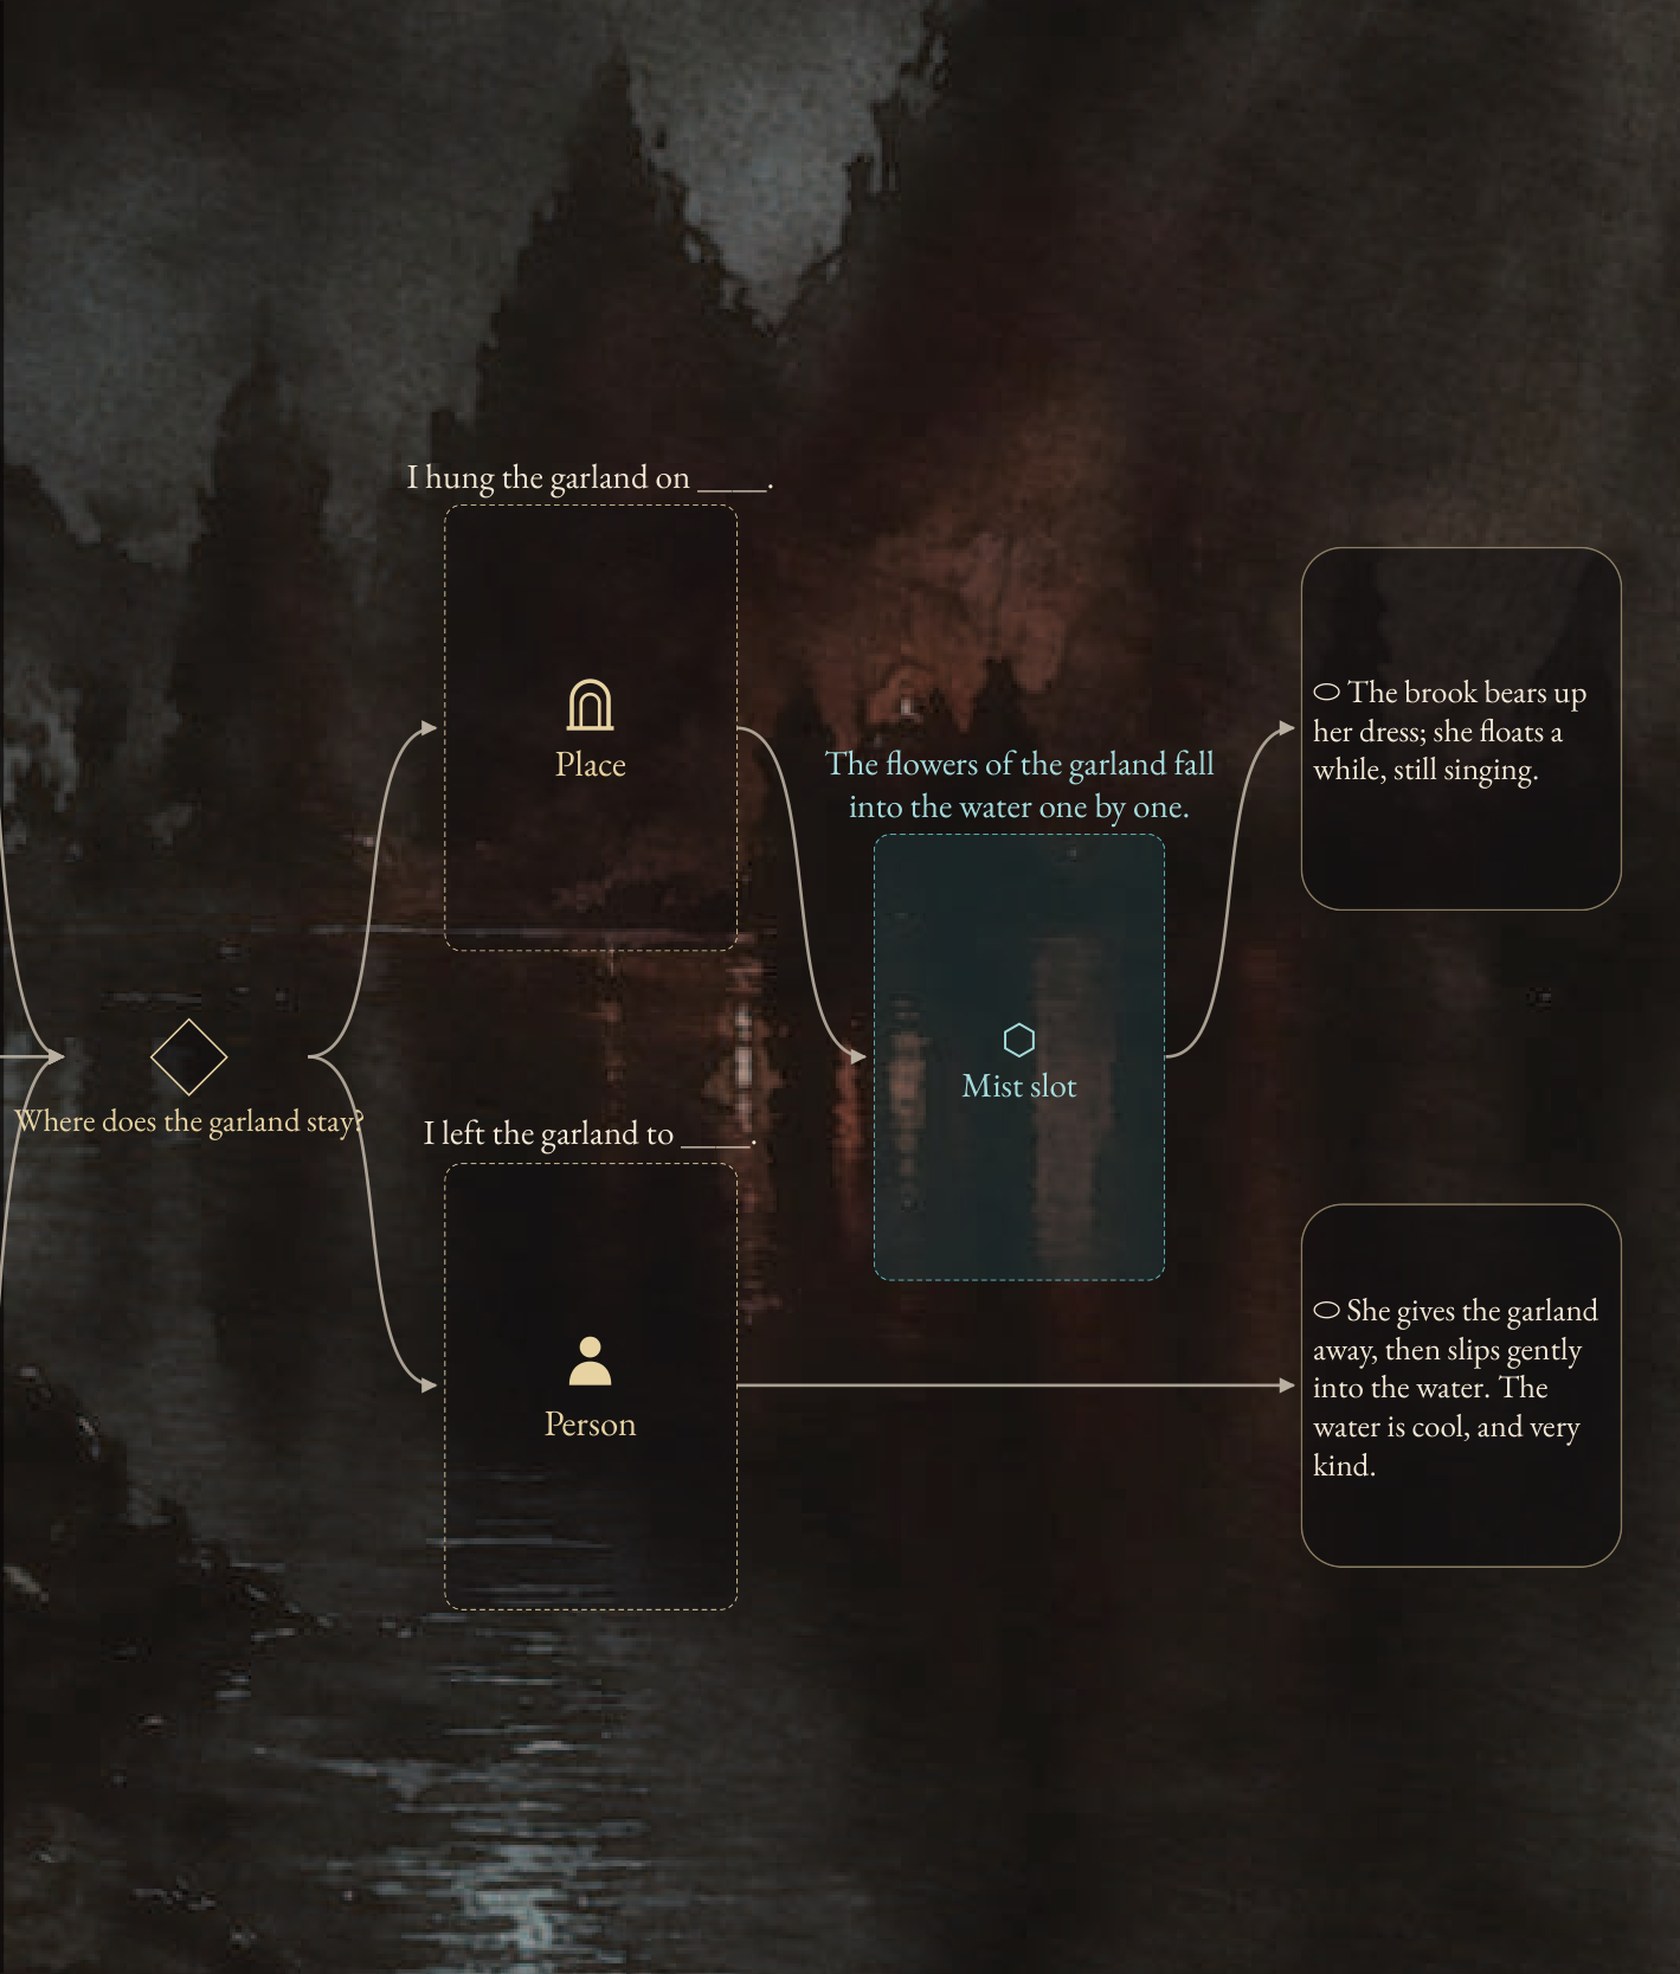 I hung the garland on _____.
Place
The flowers of the garland fall
into the water one by one.
Mist slot
The brook bears up
her dress; she floats a
while, still singing.
Where does the garland stay?
I left the garland to _____.
Person
She gives the garland
away, then slips gently
into the water. The
water is cool, and very
kind.